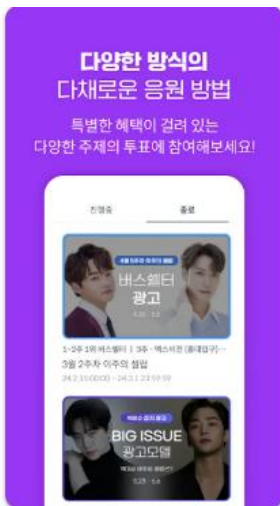 다양한 방식의
다채로운 응원 방법
특별한 혜택이 걸려 있는
다양한 주제의 투표에 참여해보세요!
진행중 종료
버스쉘터
광고
3월 2주차 이주의 셀럽
BIG ISSUE
광고모델